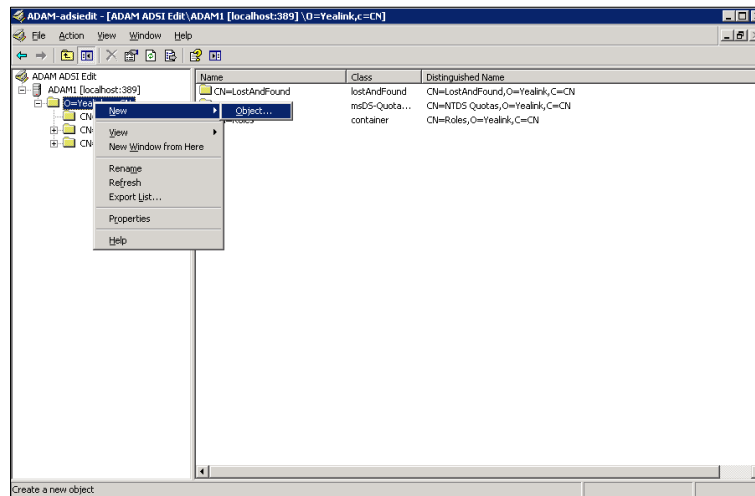 ADAM-adsiedit - [ADAM ADSI Edit\ADAM1 [localhost:389] \O=Yealink,c=CN]
File Action View Window Help
ADAM ADSI Edit
ADAM1 [localhost:389]
CN
CN
CN
New
View
New Window from Here
Rename
Refresh
Export List...
Properties
Help
Object...
Name Class Distinguished Name
CN=LostAndFound lostAndFound CN=LostAndFound,O=Yealink,C=CN
msDS-Quota... CN=NTDS Quotas,O=Yealink,C=CN
container CN=Roles,O=Yealink,C=CN
Create a new object